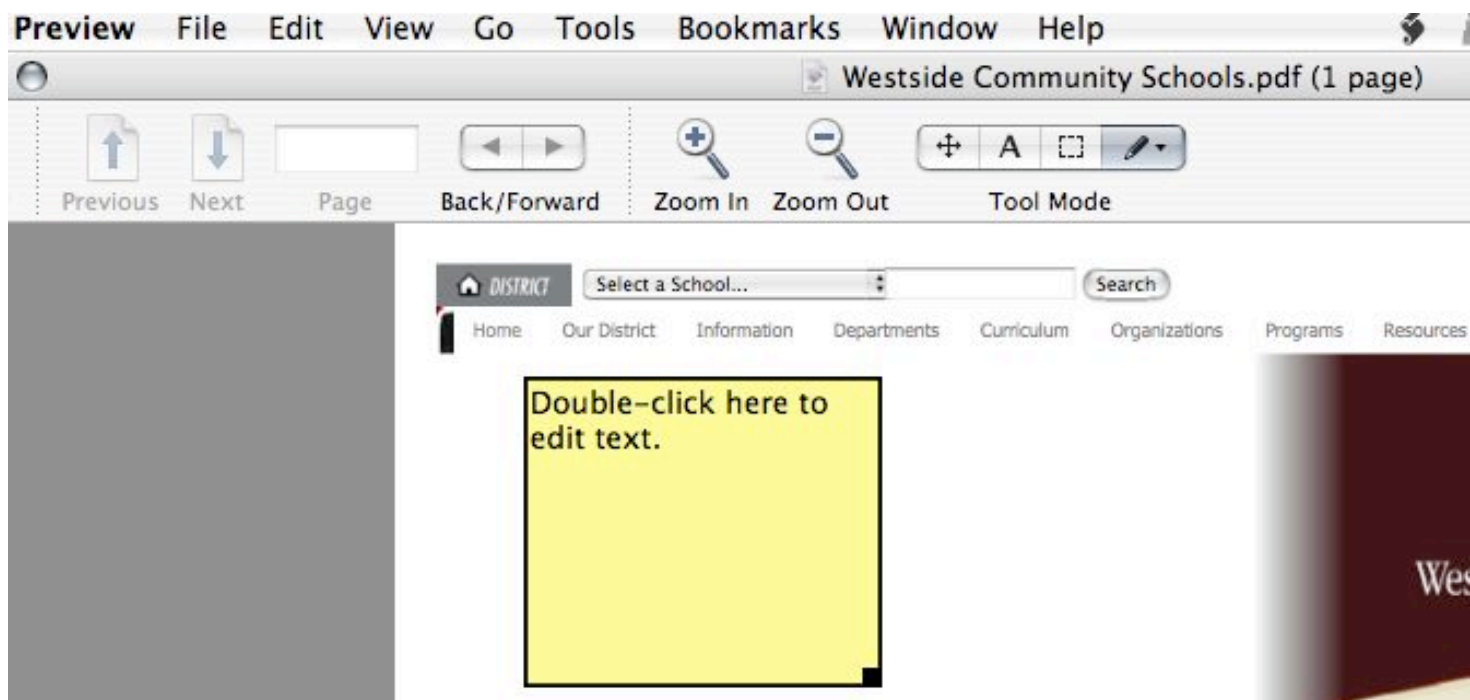 Preview File Edit View Go Tools Bookmarks Window Help
Westside Community Schools.pdf (1 page)
Previous Next Page Back/Forward Zoom In Zoom Out Tool Mode
DISTRICT Select a School... Search
Home Our District Information Departments Curriculum Organizations Programs Resources
Double-click here to
edit text.
Wes